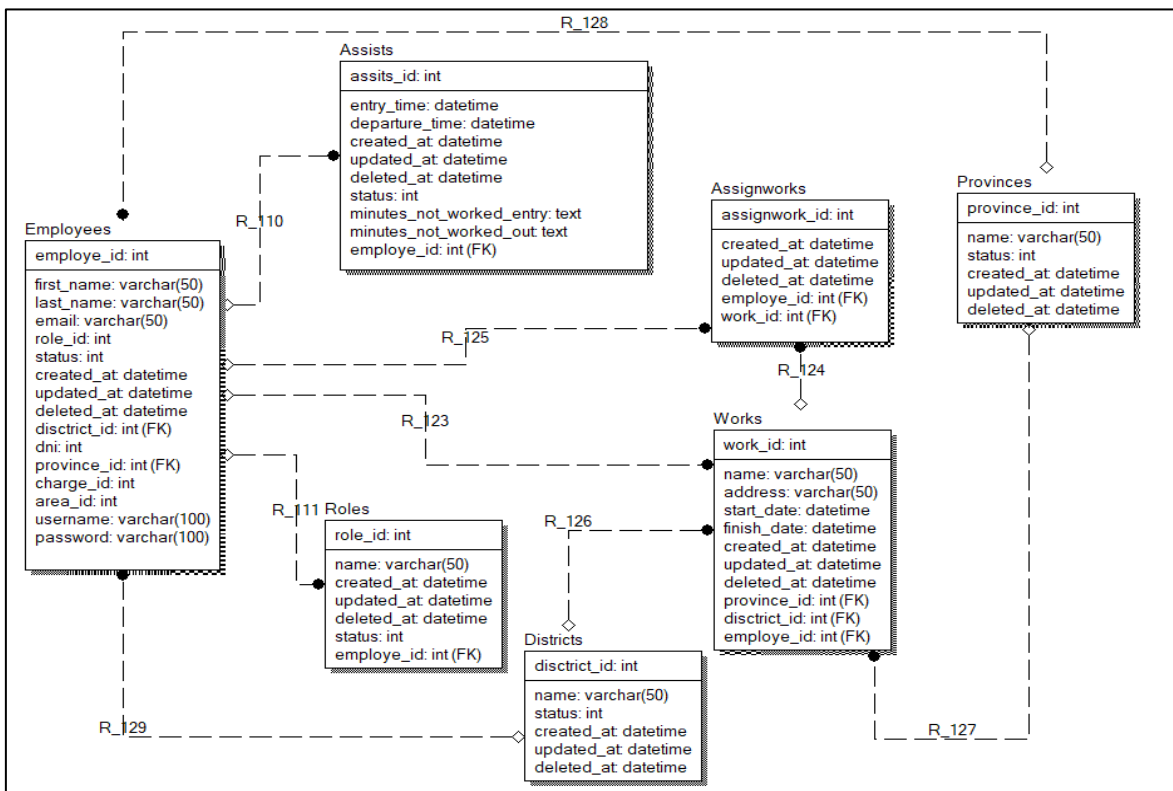 R_128
Assists
assits_id: int
entry_time: datetime
departure_time: datetime
created_at: datetime
updated_at: datetime
deleted_at: datetime
status: int
minutes_not_worked_entry: text
minutes_not_worked_out: text
employe_id: int (FK)
R_110
Employees
employe_id: int
first_name: varchar(50)
last_name: varchar(50)
email: varchar(50)
role_id: int
status: int
created_at: datetime
updated_at: datetime
deleted_at: datetime
disctrict_id: int (FK)
dni: int
province_id: int (FK)
charge_id: int
area_id: int
username: varchar(100)
password: varchar(100)
Assignworks
assignwork_id: int
created_at: datetime
updated_at: datetime
deleted_at: datetime
employe_id: int (FK)
work_id: int (FK)
Provinces
province_id: int
name: varchar(50)
status: int
created_at: datetime
updated_at: datetime
deleted_at: datetime
R_125
R_124
R_123
Works
work_id: int
name: varchar(50)
address: varchar(50)
start_date: datetime
finish_date: datetime
created_at: datetime
updated_at: datetime
deleted_at: datetime
province_id: int (FK)
disctrict_id: int (FK)
employe_id: int (FK)
R_111
Roles
role_id: int
name: varchar(50)
created_at: datetime
updated_at: datetime
deleted_at: datetime
status: int
employe_id: int (FK)
R_126
Districts
disctrict_id: int
name: varchar(50)
status: int
created_at: datetime
updated_at: datetime
deleted_at: datetime
R_129
R_127